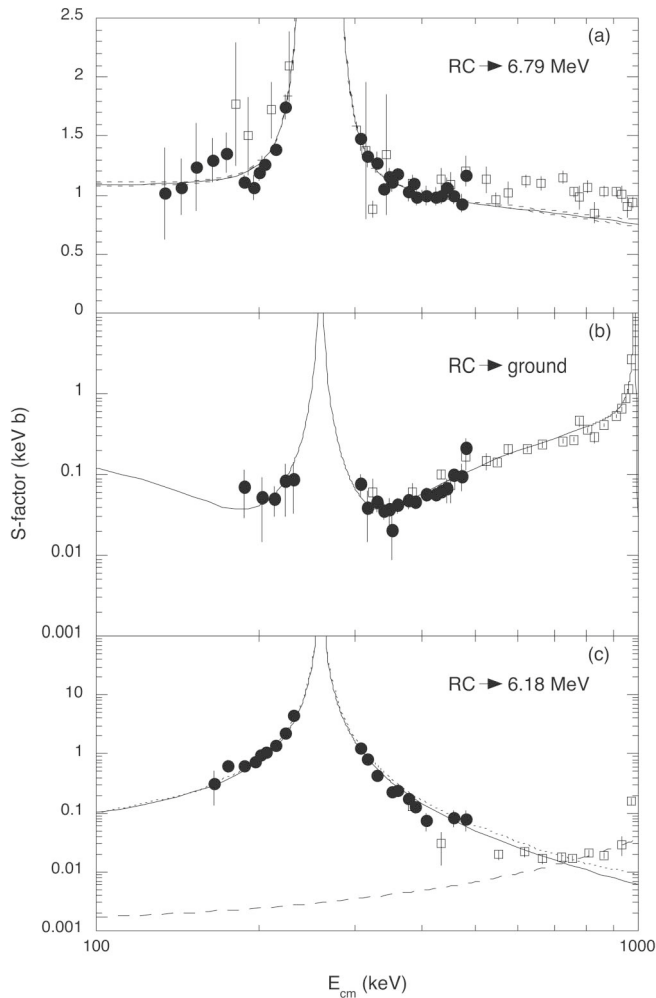 (a)
RC → 6.79 MeV
2.5
2
1.5
1
0.5
0
(b)
RC → ground
1
0.1
0.01
0.001
(c)
RC → 6.18 MeV
10
1
0.1
0.01
0.001
S-factor (keV b)
100
1000
E_cm (keV)